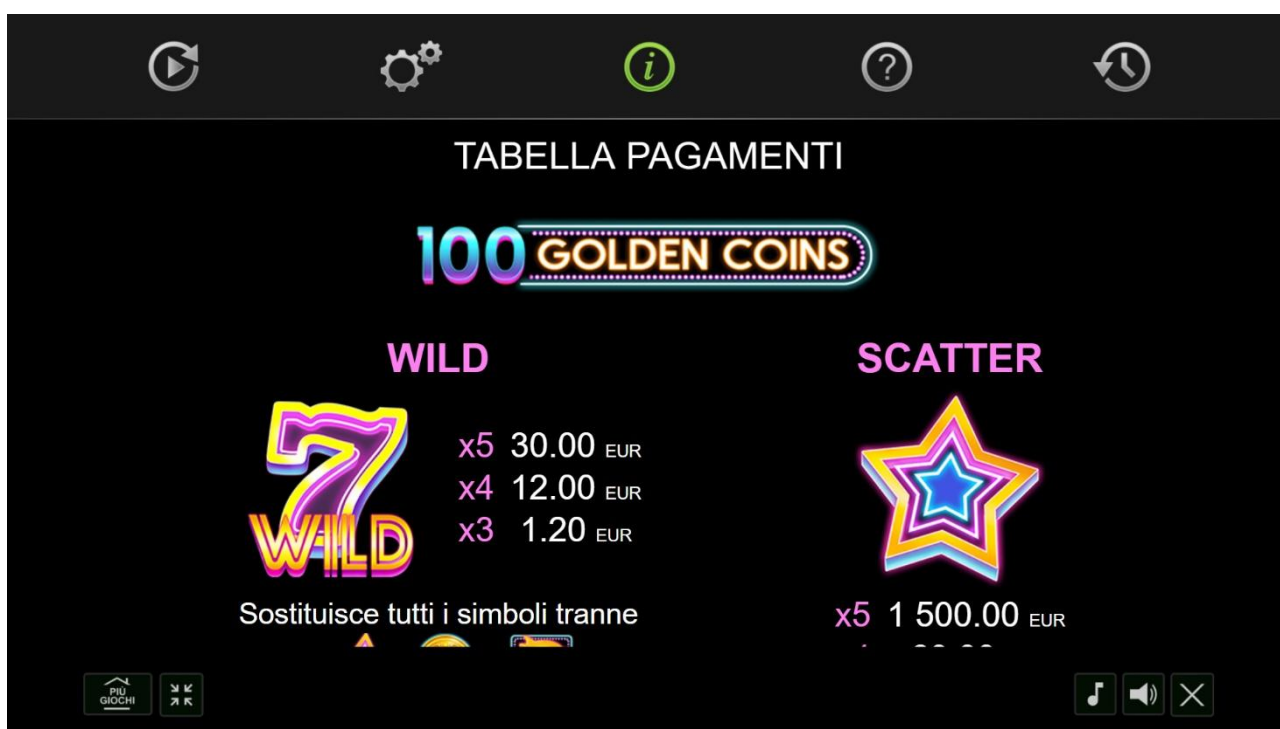 TABELLA PAGAMENTI
100 GOLDEN COINS
WILD
7
WILD
x5 30.00 EUR
x4 12.00 EUR
x3 1.20 EUR
Sostituisce tutti i simboli tranne
SCATTER
x5 1 500.00 EUR
PIÙ
GIOCHI